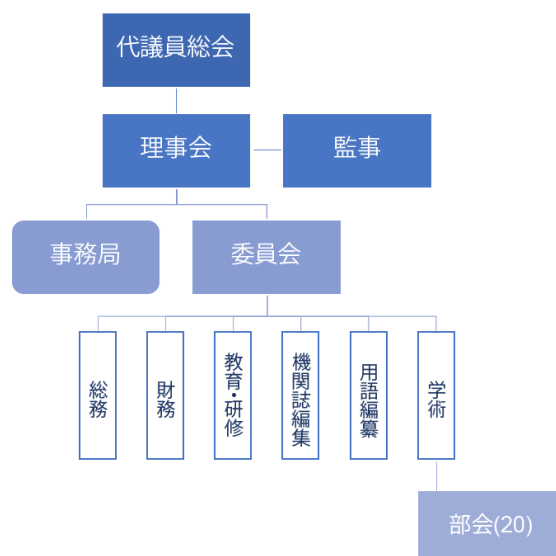 代議員総会
理事会
監事
事務局
委員会
総務
財務
教育・研修
機関誌編集
用語編纂
学術
部会(20)